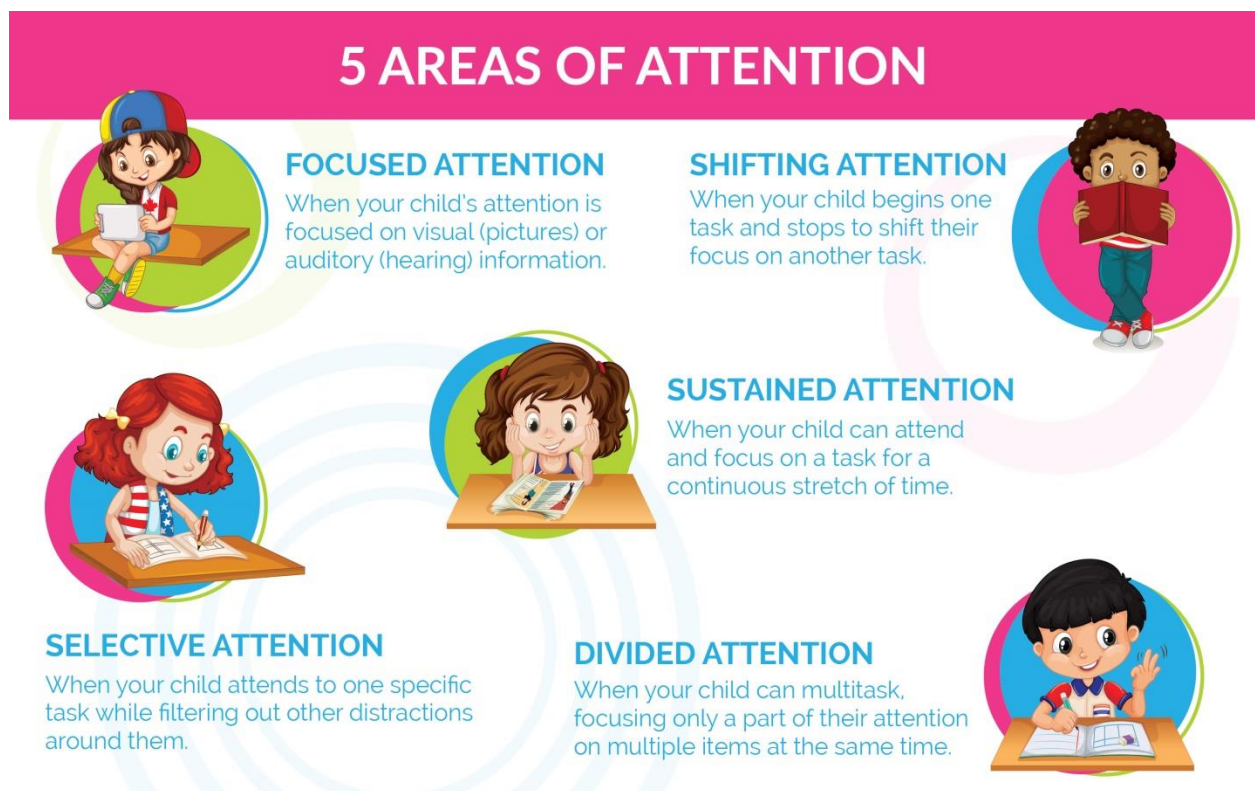 5 AREAS OF ATTENTION
FOCUSED ATTENTION
When your child's attention is
focused on visual (pictures) or
auditory (hearing) information.
SHIFTING ATTENTION
When your child begins one
task and stops to shift their
focus on another task.
SUSTAINED ATTENTION
When your child can attend
and focus on a task for a
continuous stretch of time.
SELECTIVE ATTENTION
When your child attends to one specific
task while filtering out other distractions
around them.
DIVIDED ATTENTION
When your child can multitask,
focusing only a part of their attention
on multiple items at the same time.